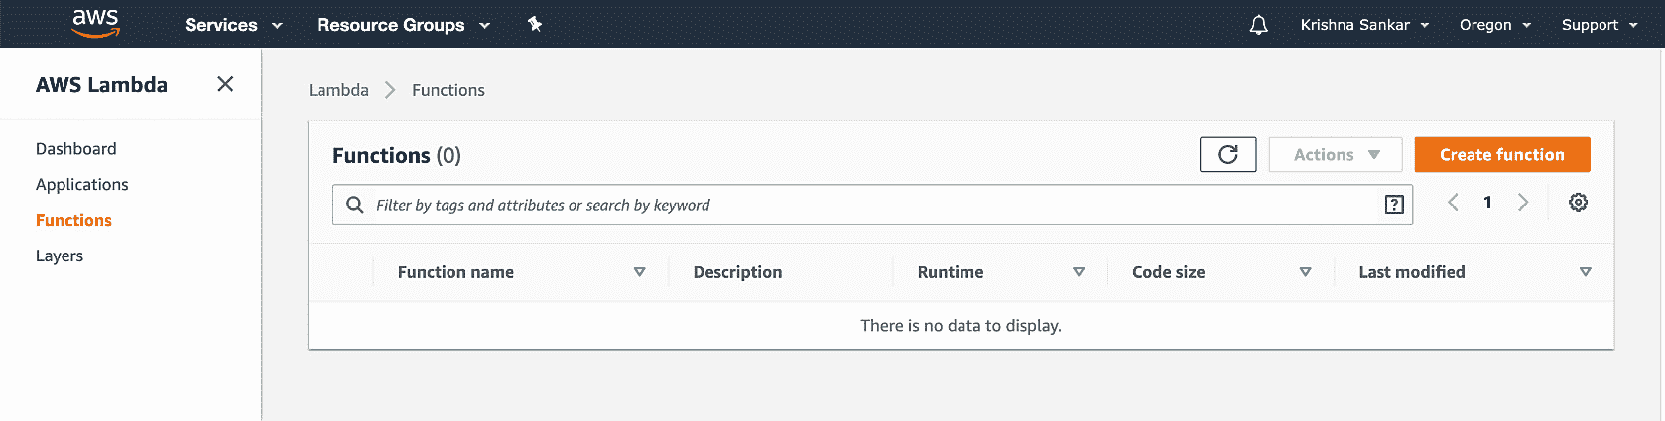 aws Services Resource Groups Krishna Sankar Oregon Support
AWS Lambda
Lambda Functions
Dashboard
Applications
Functions
Layers
Functions (0)
Actions
Create function
Filter by tags and attributes or search by keyword
?
1
Function name Description Runtime Code size Last modified
There is no data to display.